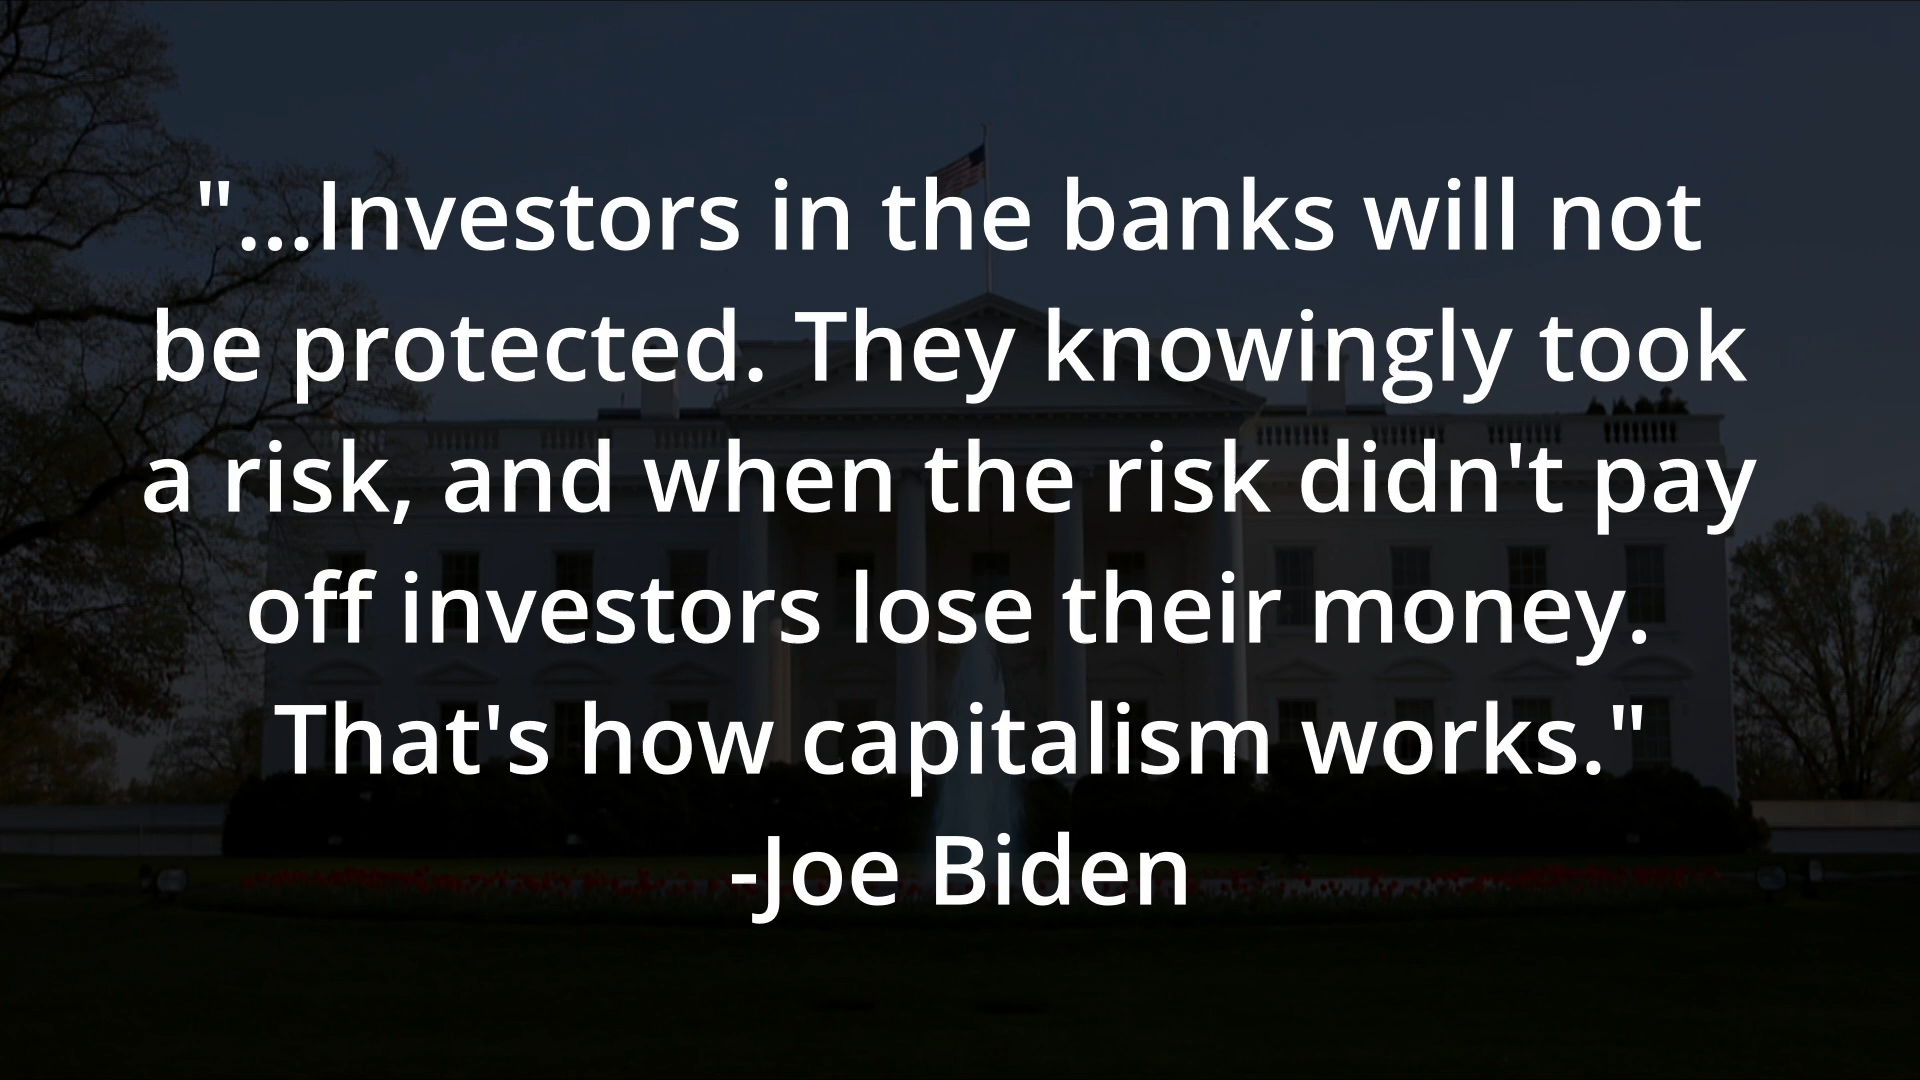 "...Investors in the banks will not
be protected. They knowingly took
a risk, and when the risk didn't pay
off investors lose their money.
That's how capitalism works."
-Joe Biden